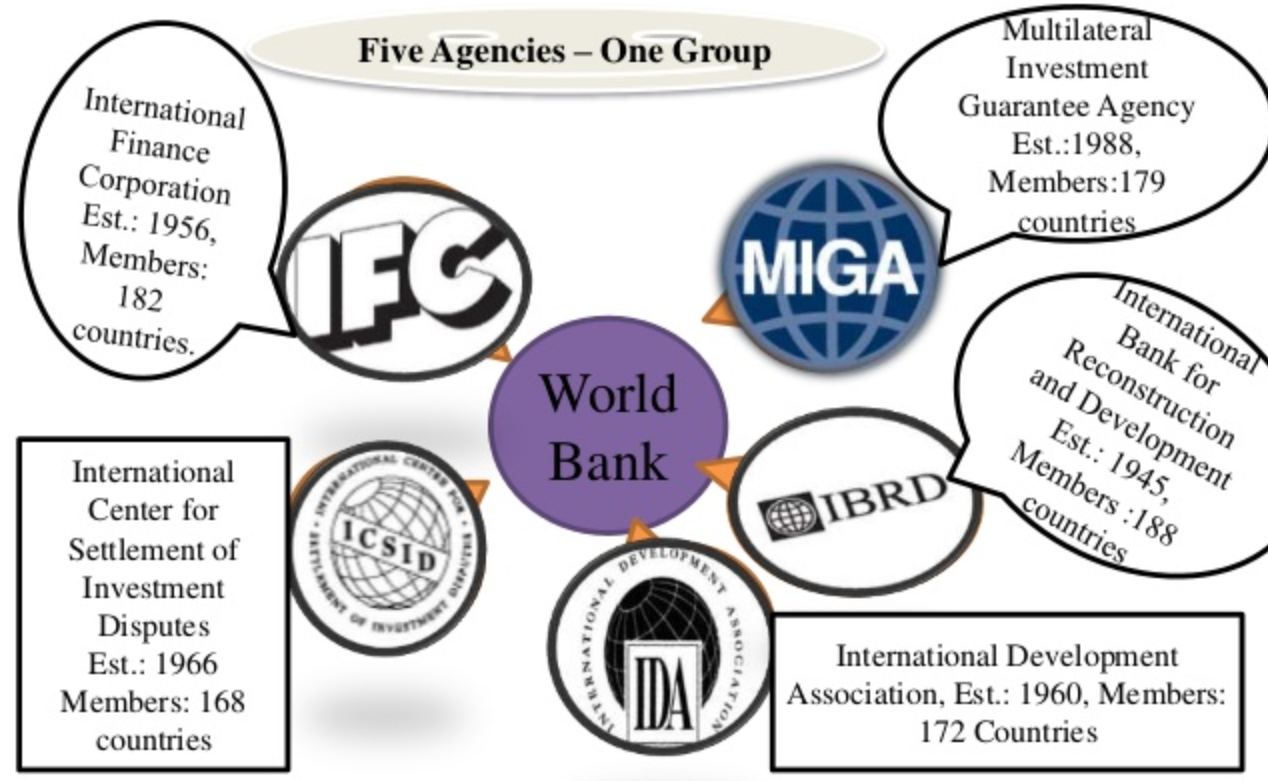 Five Agencies – One Group
International
Finance
Corporation
Est.: 1956,
Members:
182
countries.
IFC
Multilateral
Investment
Guarantee Agency
Est.:1988,
Members:179
countries
MIGA
World
Bank
International
Bank for
Reconstruction
and Development
Est.: 1945,
Members :188
countries
IBRD
International
Center for
Settlement of
Investment
Disputes
Est.: 1966
Members: 168
countries
INTERNATIONAL CENTRE FOR
SETTLEMENT OF INVESTMENT DISPUTES
ICSID
INTERNATIONAL DEVELOPMENT ASSOCIATION
IDA
International Development
Association, Est.: 1960, Members:
172 Countries